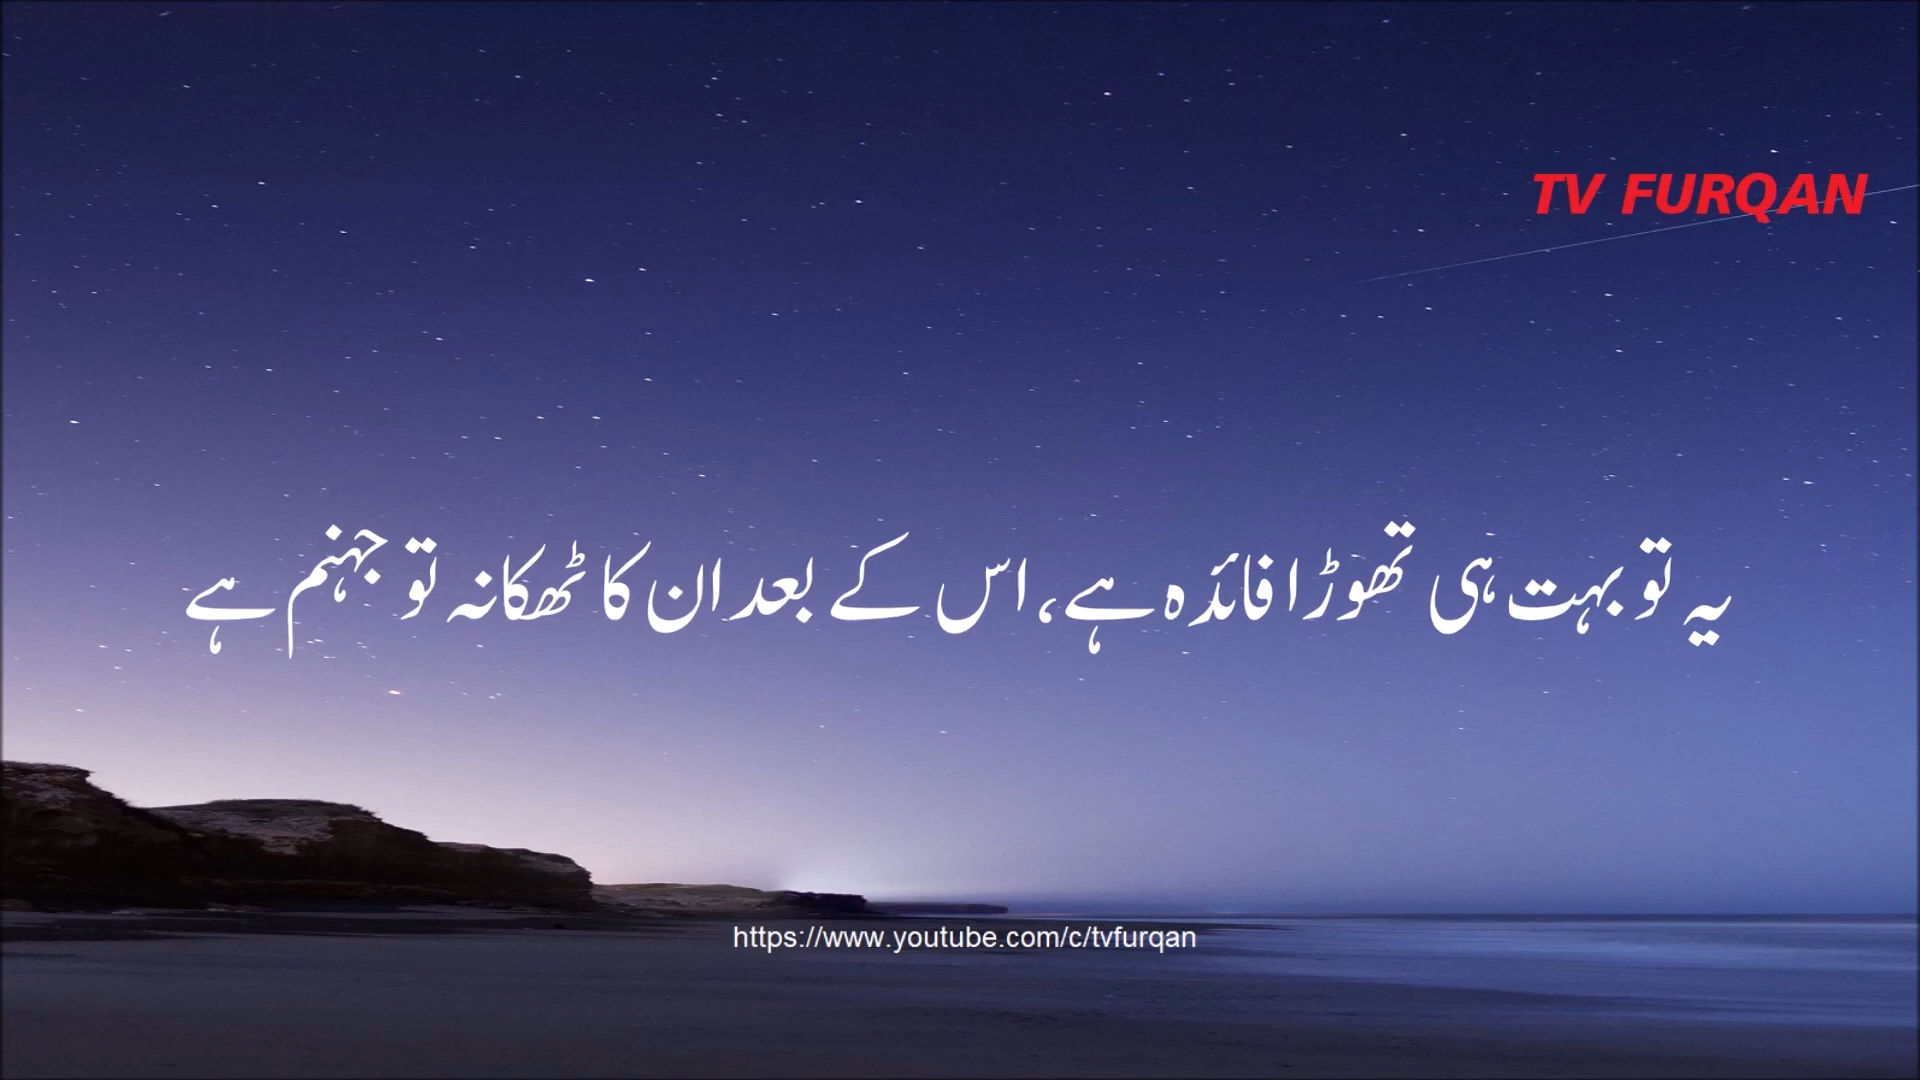 TV FURQAN
یہ تو بہت ہی تھوڑا فائدہ ہے، اس کے بعد ان کا ٹھکانہ تو جہنم ہے
https://www.youtube.com/c/tvfurqan